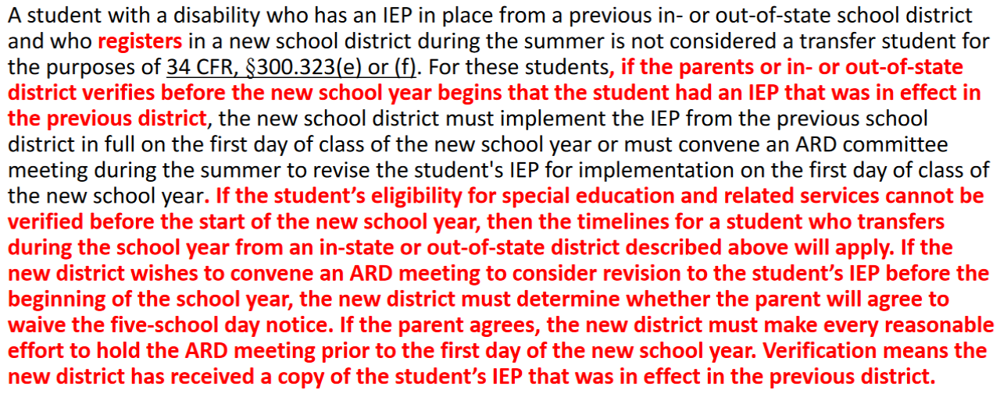 A student with a disability who has an IEP in place from a previous in- or out-of-state school district
and who registers in a new school district during the summer is not considered a transfer student for
the purposes of 34 CFR, §300.323(e) or (f). For these students, if the parents or in- or out-of-state
district verifies before the new school year begins that the student had an IEP that was in effect in
the previous district, the new school district must implement the IEP from the previous school
district in full on the first day of class of the new school year or must convene an ARD committee
meeting during the summer to revise the student's IEP for implementation on the first day of class of
the new school year. If the student’s eligibility for special education and related services cannot be
verified before the start of the new school year, then the timelines for a student who transfers
during the school year from an in-state or out-of-state district described above will apply. If the
new district wishes to convene an ARD meeting to consider revision to the student’s IEP before the
beginning of the school year, the new district must determine whether the parent will agree to
waive the five-school day notice. If the parent agrees, the new district must make every reasonable
effort to hold the ARD meeting prior to the first day of the new school year. Verification means the
new district has received a copy of the student’s IEP that was in effect in the previous district.